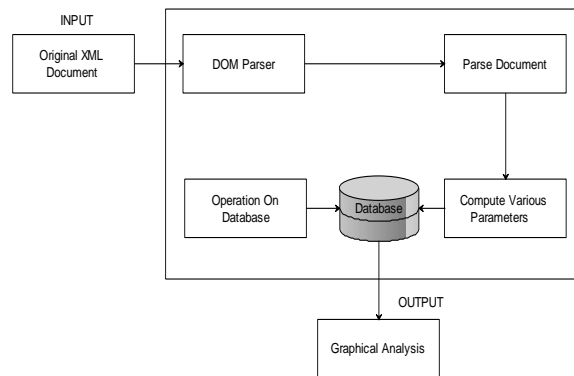 INPUT
Original XML
Document
DOM Parser
Parse Document
Operation On
Database
Database
Compute Various
Parameters
OUTPUT
Graphical Analysis